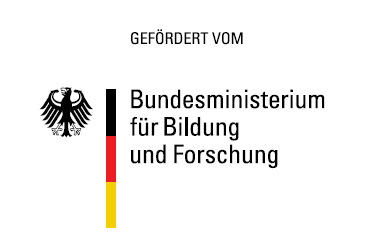 GEFÖRDERT VOM
Bundesministerium
für Bildung
und Forschung